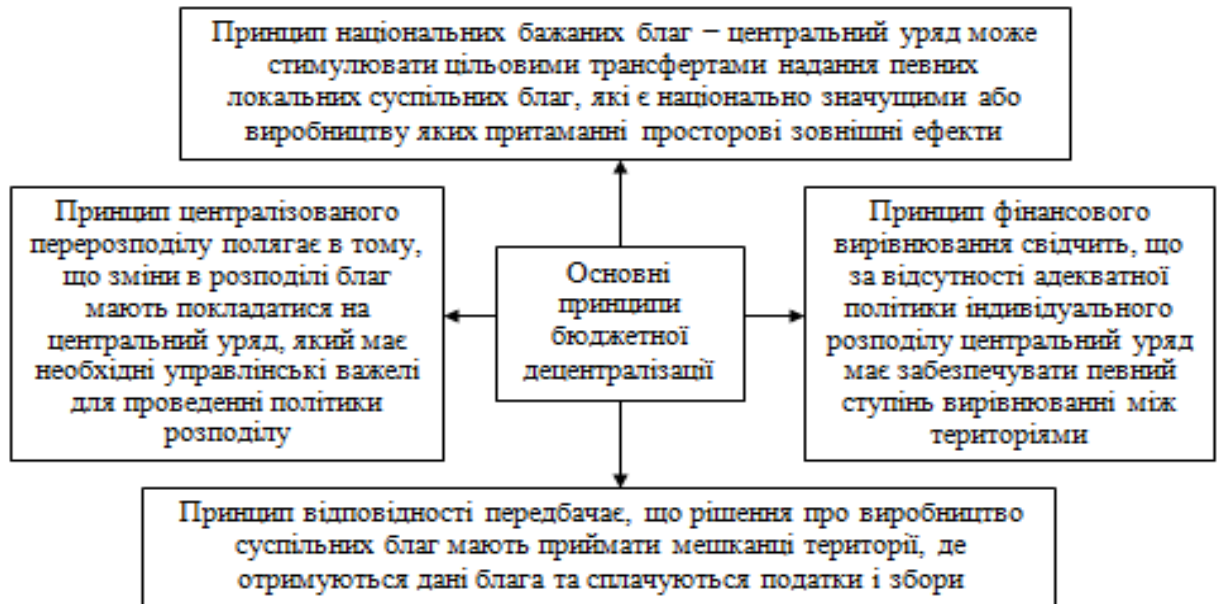 Принцип національних бажаних благ − центральний уряд може
стимулювати цільовими трансфертами надання певних
локальних суспільних благ, які є національно значущими або
виробництву яких притаманні просторові зовнішні ефекти
Принцип централізованого
перерозподілу полягає в тому,
що зміни в розподілі благ
мають покладатися на
центральний уряд, який має
необхідні управлінські важелі
для проведенні політики
розподілу
Основні
принципи
бюджетної
децентралізації
Принцип фінансового
вирівнювання свідчить, що
за відсутності адекватної
політики індивідуального
розподілу центральний уряд
має забезпечувати певний
ступінь вирівнюванні між
територіями
Принцип відповідності передбачає, що рішення про виробництво
суспільних благ мають приймати мешканці території, де
отримуються дані блага та сплачуються податки і збори